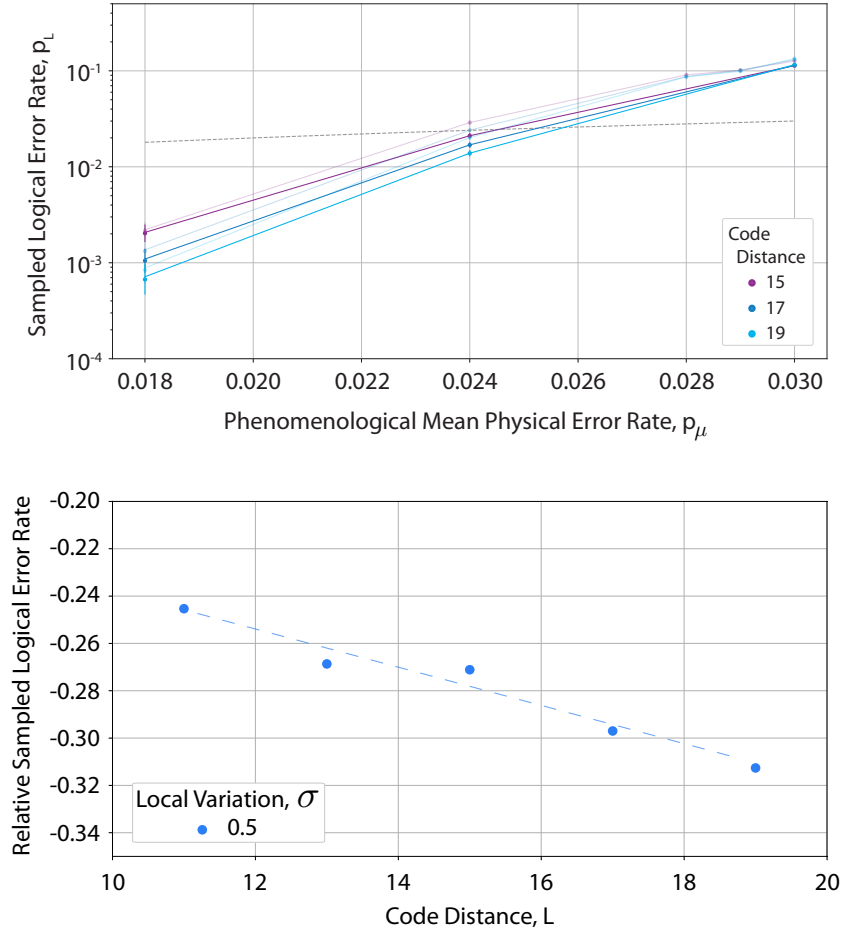 Sampled Logical Error Rate, p_L
10^-1
10^-2
10^-3
10^-4
Code
Distance
15
17
19
0.018 0.020 0.022 0.024 0.026 0.028 0.030
Phenomenological Mean Physical Error Rate, p_μ
Relative Sampled Logical Error Rate
-0.20
-0.22
-0.24
-0.26
-0.28
-0.30
-0.32
-0.34
Local Variation, σ
0.5
10 12 14 16 18 20
Code Distance, L